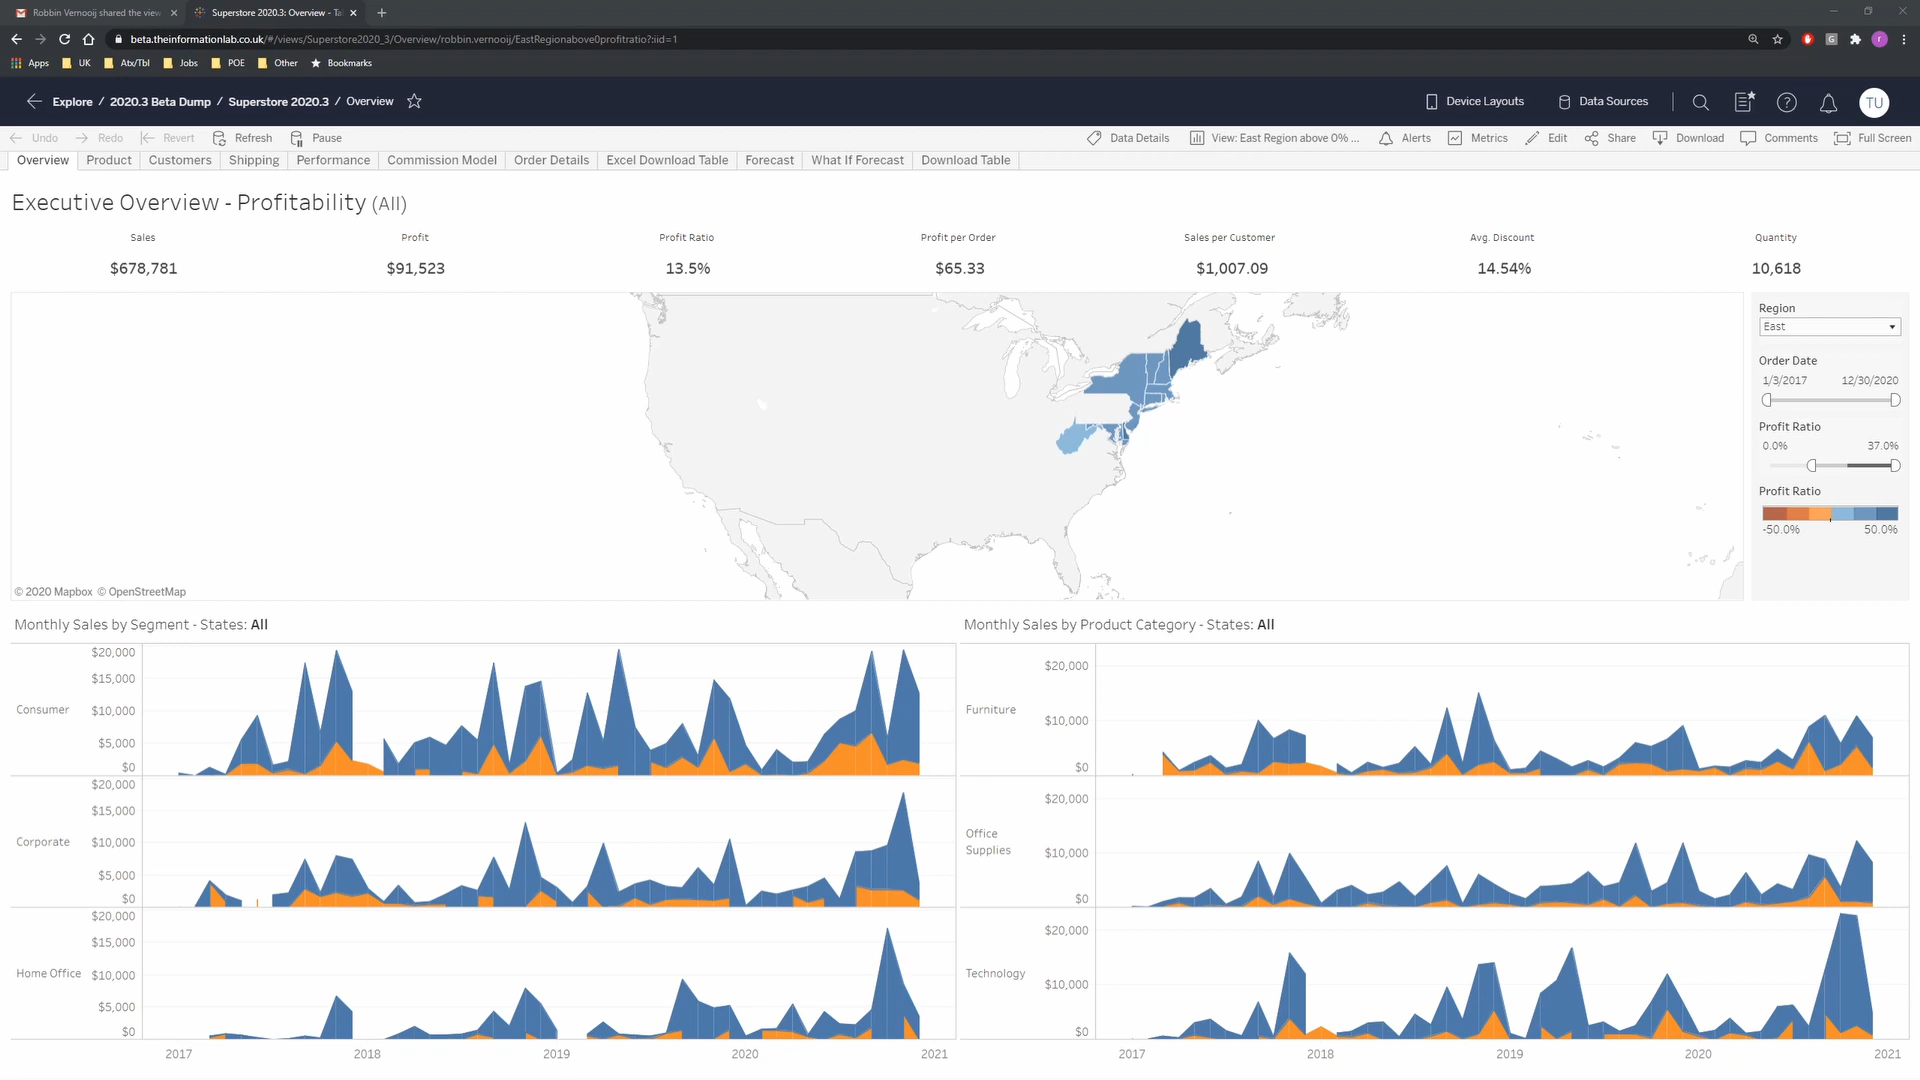 Robbin Vernooij shared the view
Superstore 2020.3: Overview - Ta
beta.theinformationlab.co.uk/#/views/Superstore2020_3/Overview/robbin.vernooij/EastRegionabove0profitratio?:iid=1
Apps UK Atx/Tbl Jobs POE Other Bookmarks
Explore / 2020.3 Beta Dump / Superstore 2020.3 / Overview
Device Layouts Data Sources TU
Undo Redo Revert Refresh Pause
Data Details View: East Region above 0% ... Alerts Metrics Edit Share Download Comments Full Screen
Overview Product Customers Shipping Performance Commission Model Order Details Excel Download Table Forecast What If Forecast Download Table
Executive Overview - Profitability (All)
Sales Profit Profit Ratio Profit per Order Sales per Customer Avg. Discount Quantity
$678,781 $91,523 13.5% $65.33 $1,007.09 14.54% 10,618
Region
East
Order Date
1/3/2017 12/30/2020
Profit Ratio
0.0% 37.0%
Profit Ratio
-50.0% 50.0%
© 2020 Mapbox © OpenStreetMap
Monthly Sales by Segment - States: All
$20,000
$15,000
Consumer
$10,000
$5,000
$0
$20,000
$15,000
Corporate
$10,000
$5,000
$0
$20,000
$15,000
Home Office
$10,000
$5,000
$0
2017 2018 2019 2020 2021
Monthly Sales by Product Category - States: All
$20,000
Furniture
$10,000
$0
$20,000
Office
Supplies
$10,000
$0
$20,000
Technology
$10,000
$0
2017 2018 2019 2020 2021